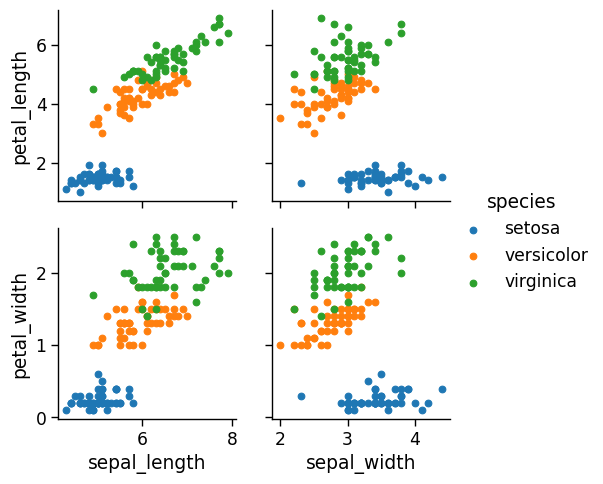 petal_length
6
4
2
petal_width
2
1
0
6
8
sepal_length
2
3
4
sepal_width
species
setosa
versicolor
virginica